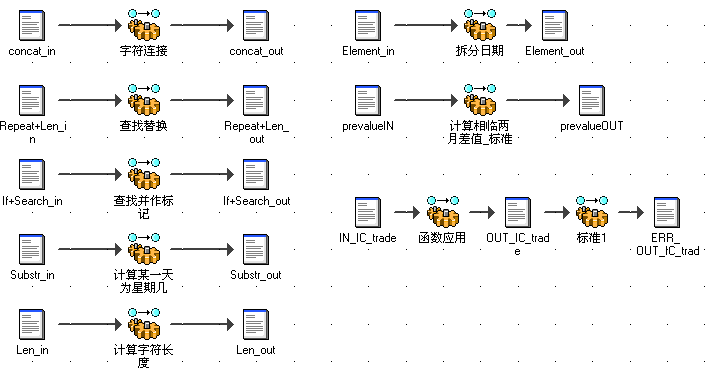 concat_in
字符连接
concat_out
Element_in
拆分日期
Element_out
Repeat+Len_i
n
查找替换
Repeat+Len_
out
prevalueIN
计算相临两
月差值_标准
prevalueOUT
If+Search_in
查找并作标
记
If+Search_out
IN_IC_trade
函数应用
OUT_IC_trad
e
标准1
ERR_
OUT_IC_trad
Substr_in
计算某一天
为星期几
Substr_out
Len_in
计算字符长
度
Len_out